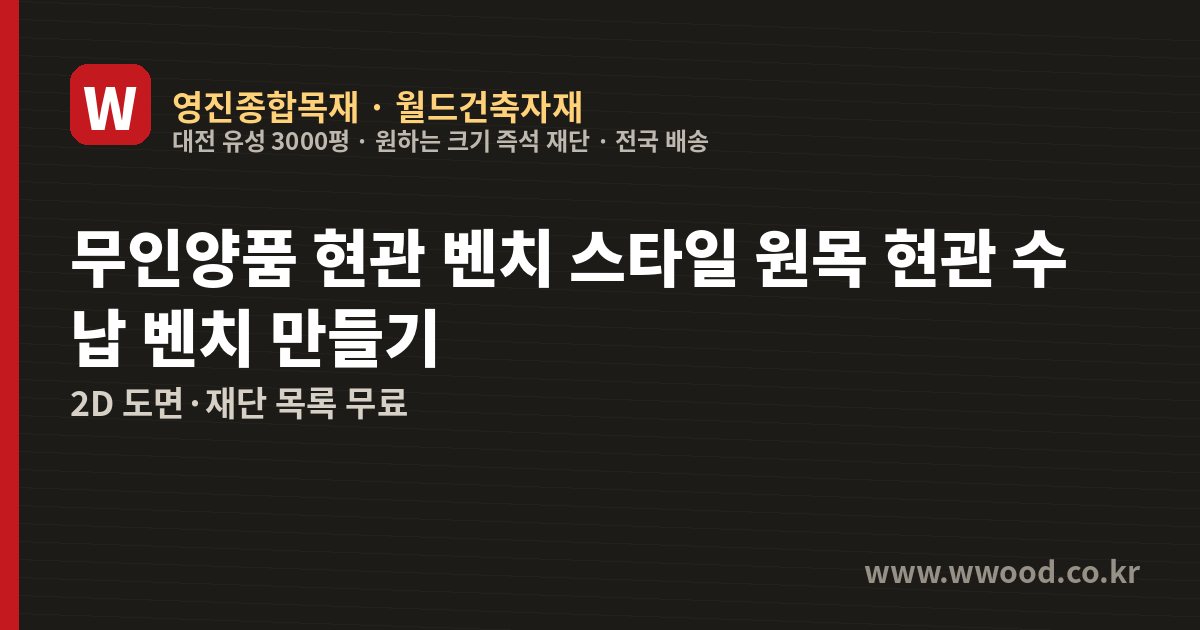 W
영진종합목재 · 월드건축자재
대전 유성 3000평 · 원하는 크기 즉석 재단 · 전국 배송
무인양품 현관 벤치 스타일 원목 현관 수
납 벤치 만들기
2D 도면·재단 목록 무료
www.wwood.co.kr